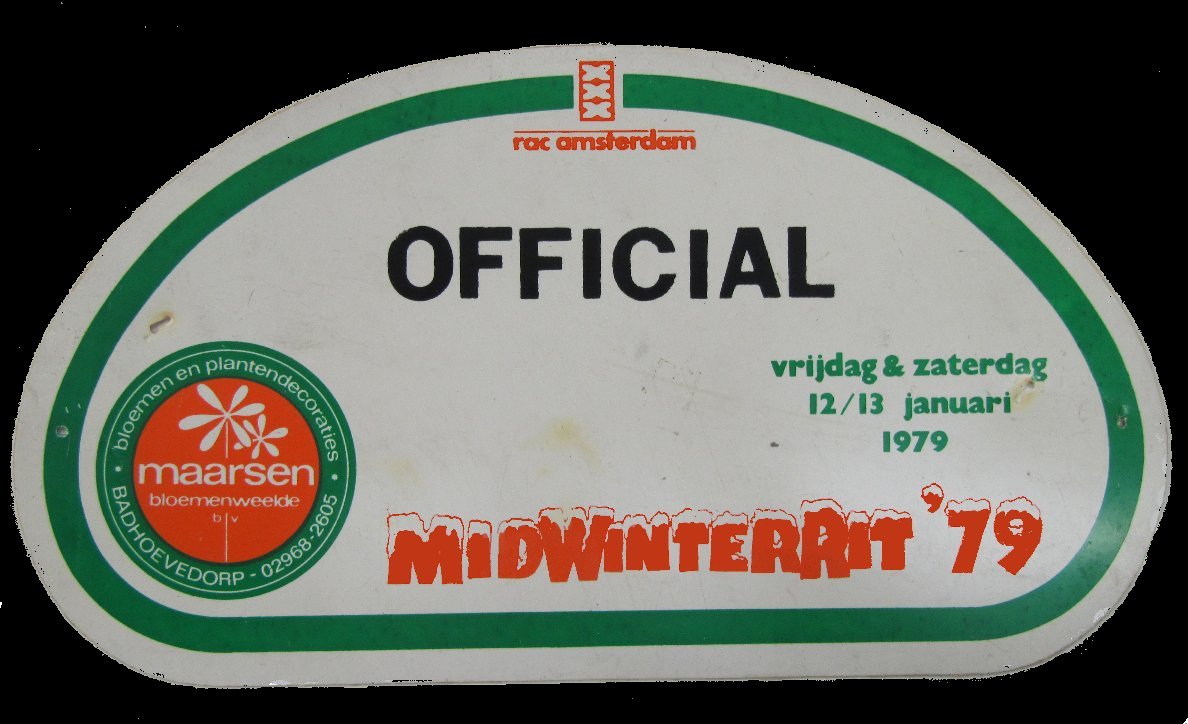 rac amsterdam
OFFICIAL
vrijdag & zaterdag
12/13 januari
1979
bloemen en plantendecoraties
maarsen
bloemenweelde
b v
BADHOEVEDORP - 02968-2605
MIDWINTERRIT '79